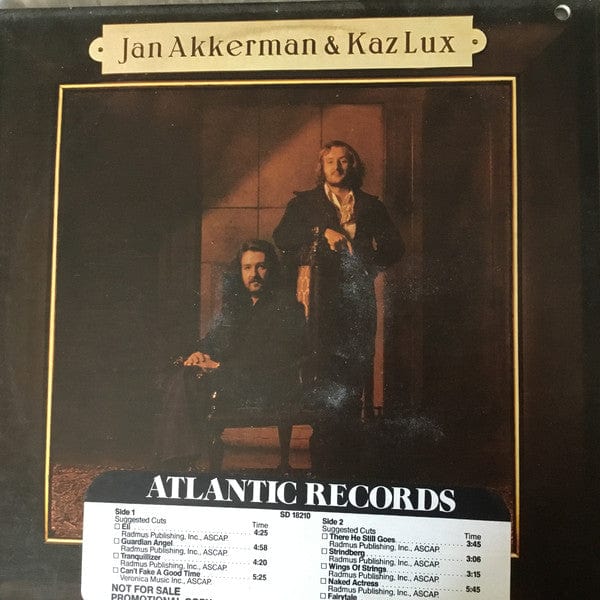 Jan Akkerman & Kaz Lux
ATLANTIC RECORDS
SD 18210
Side 1
Suggested Cuts Time
Eli 4:25
Radmus Publishing, Inc., ASCAP.
Guardian Angel 4:58
Radmus Publishing, Inc., ASCAP.
Tranquillizer 4:20
Radmus Publishing, Inc., ASCAP.
Can't Fake A Good Time 5:25
Veronica Music Inc., ASCAP.
NOT FOR SALE
PROMOTIONAL COPY
Side 2
Suggested Cuts Time
There He Still Goes 3:45
Radmus Publishing, Inc., ASCAP.
Strindberg 3:06
Radmus Publishing, Inc., ASCAP.
Wings Of Strings 3:15
Radmus Publishing, Inc., ASCAP.
Naked Actress 5:45
Radmus Publishing, Inc., ASCAP.
Fairytale